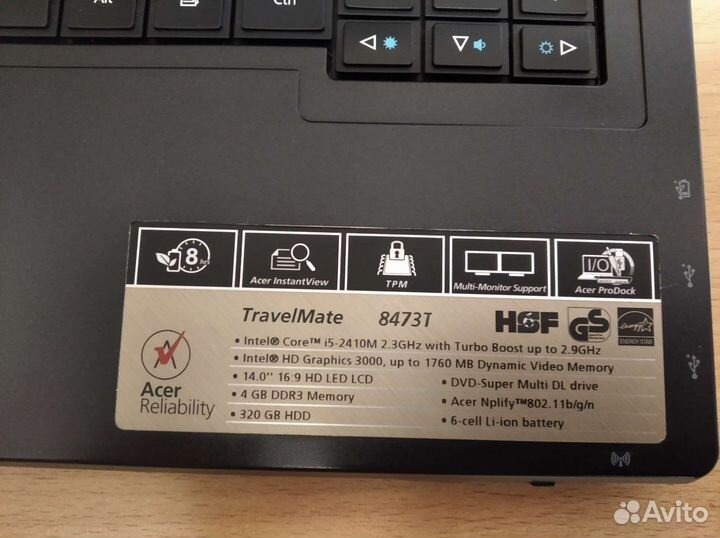 Alt
Ctrl
8 hrs
Acer InstantView
TPM
Multi-Monitor Support
I/O
Acer ProDock
TravelMate 8473T
HSF
GS
energy
ENERGY STAR
• Intel® Core™ i5-2410M 2.3GHz with Turbo Boost up to 2.9GHz
• Intel® HD Graphics 3000, up to 1760 MB Dynamic Video Memory
• 14.0'' 16:9 HD LED LCD
• DVD-Super Multi DL drive
• 4 GB DDR3 Memory
• Acer Nplify™802.11b/g/n
• 320 GB HDD
• 6-cell Li-ion battery
Acer
Reliability
Avito